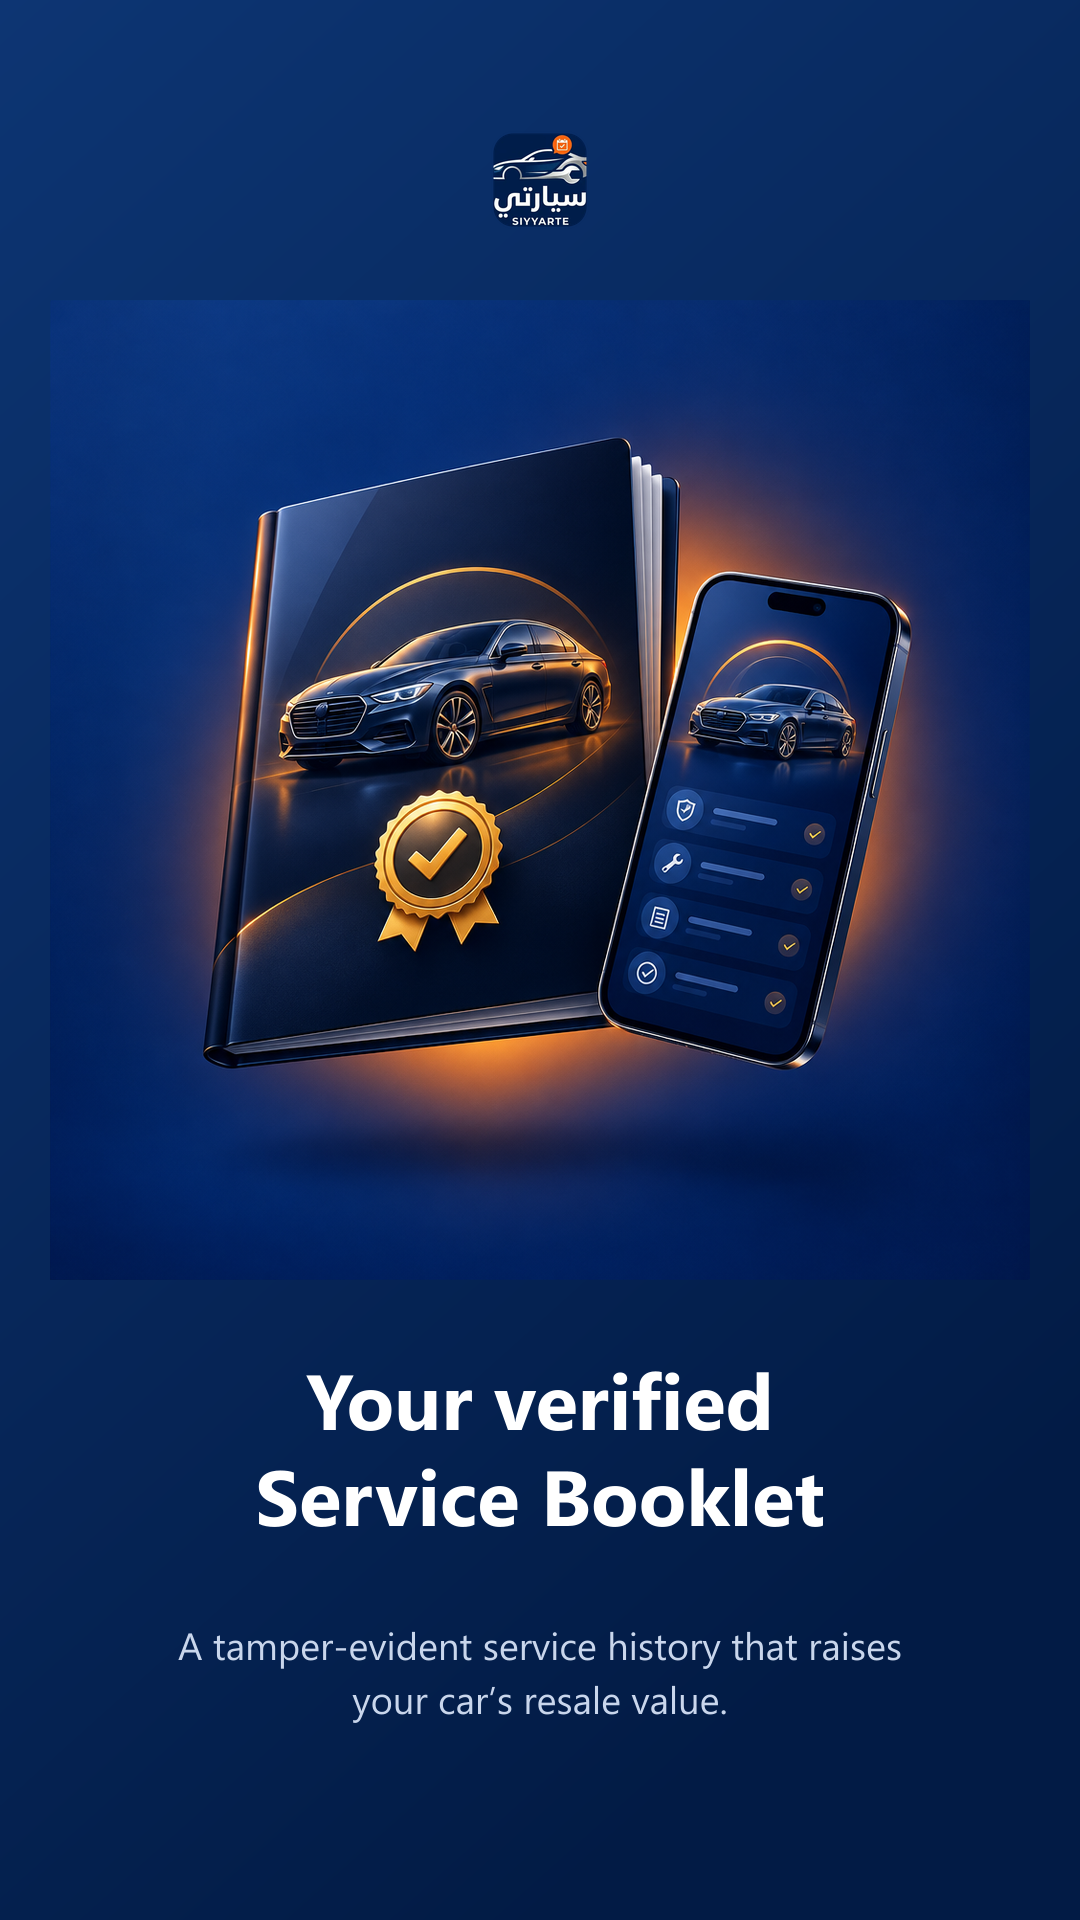 سيارتي
SIYYARTE
Your verified
Service Booklet
A tamper-evident service history that raises
your car’s resale value.